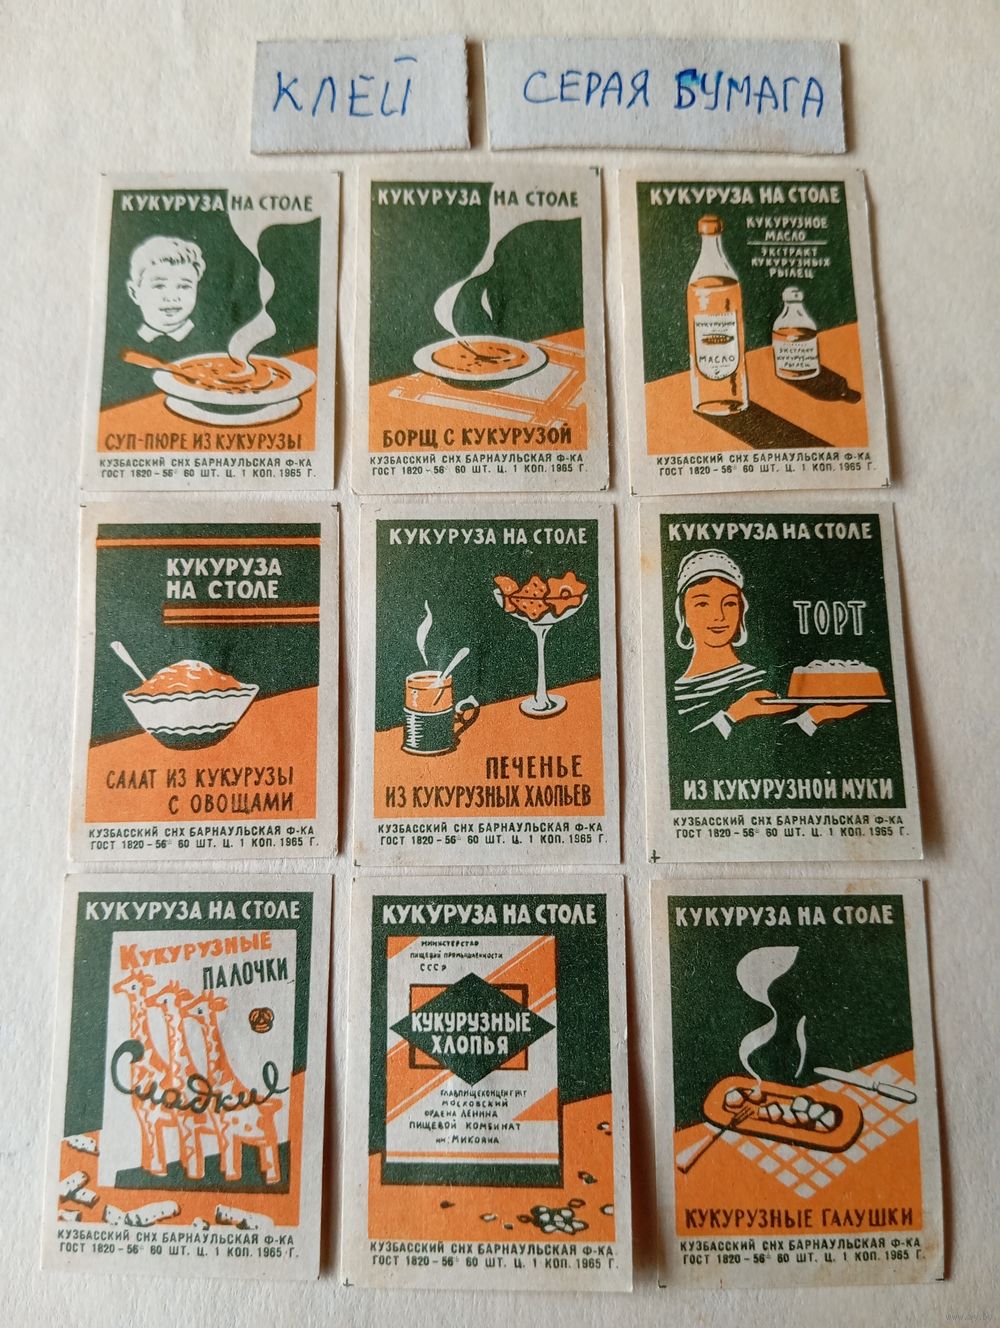 КЛЕЙ
СЕРАЯ БУМАГА
КУКУРУЗА НА СТОЛЕ
СУП-ПЮРЕ ИЗ КУКУРУЗЫ
КУЗБАССКИЙ СНХ БАРНАУЛЬСКАЯ Ф-КА
ГОСТ 1820-56 60 ШТ. Ц. 1 КОП. 1965 Г.
КУКУРУЗА НА СТОЛЕ
БОРЩ С КУКУРУЗОЙ
КУЗБАССКИЙ СНХ БАРНАУЛЬСКАЯ Ф-КА
ГОСТ 1820-56 60 ШТ. Ц. 1 КОП. 1965 Г.
КУКУРУЗА НА СТОЛЕ
КУКУРУЗНОЕ
МАСЛО
ЭКСТРАКТ
КУКУРУЗНЫХ
РЫЛЕЦ
КУКУРУЗНОЕ
МАСЛО
ЭКСТРАКТ
КУКУРУЗНЫХ
РЫЛЕЦ
КУЗБАССКИЙ СНХ БАРНАУЛЬСКАЯ Ф-КА
ГОСТ 1820-56 60 ШТ. Ц. 1 КОП. 1965 Г.
КУКУРУЗА
НА СТОЛЕ
САЛАТ ИЗ КУКУРУЗЫ
С ОВОЩАМИ
КУЗБАССКИЙ СНХ БАРНАУЛЬСКАЯ Ф-КА
ГОСТ 1820-56 60 ШТ. Ц. 1 КОП. 1965 Г.
КУКУРУЗА НА СТОЛЕ
ПЕЧЕНЬЕ
ИЗ КУКУРУЗНЫХ ХЛОПЬЕВ
КУЗБАССКИЙ СНХ БАРНАУЛЬСКАЯ Ф-КА
ГОСТ 1820-56 60 ШТ. Ц. 1 КОП. 1965 Г.
КУКУРУЗА НА СТОЛЕ
ТОРТ
ИЗ КУКУРУЗНОЙ МУКИ
КУЗБАССКИЙ СНХ БАРНАУЛЬСКАЯ Ф-КА
ГОСТ 1820-56 60 ШТ. Ц. 1 КОП. 1965 Г.
КУКУРУЗА НА СТОЛЕ
КУКУРУЗНЫЕ
ПАЛОЧКИ
Сладкие
КУЗБАССКИЙ СНХ БАРНАУЛЬСКАЯ Ф-КА
ГОСТ 1820-56 60 ШТ. Ц. 1 КОП. 1965 Г.
КУКУРУЗА НА СТОЛЕ
МИНИСТЕРСТВО
ПИЩЕВОЙ ПРОМЫШЛЕННОСТИ
СССР
КУКУРУЗНЫЕ
ХЛОПЬЯ
ГЛАВПИЩЕКОНЦЕНТРАТ
МОСКОВСКИЙ
ОРДЕНА ЛЕНИНА
ПИЩЕВОЙ КОМБИНАТ
ИМ. МИКОЯНА
КУЗБАССКИЙ СНХ БАРНАУЛЬСКАЯ Ф-КА
ГОСТ 1820-56 60 ШТ. Ц. 1 КОП. 1965 Г.
КУКУРУЗА НА СТОЛЕ
КУКУРУЗНЫЕ ГАЛУШКИ
КУЗБАССКИЙ СНХ БАРНАУЛЬСКАЯ Ф-КА
ГОСТ 1820-56 60 ШТ. Ц. 1 КОП. 1965 Г.